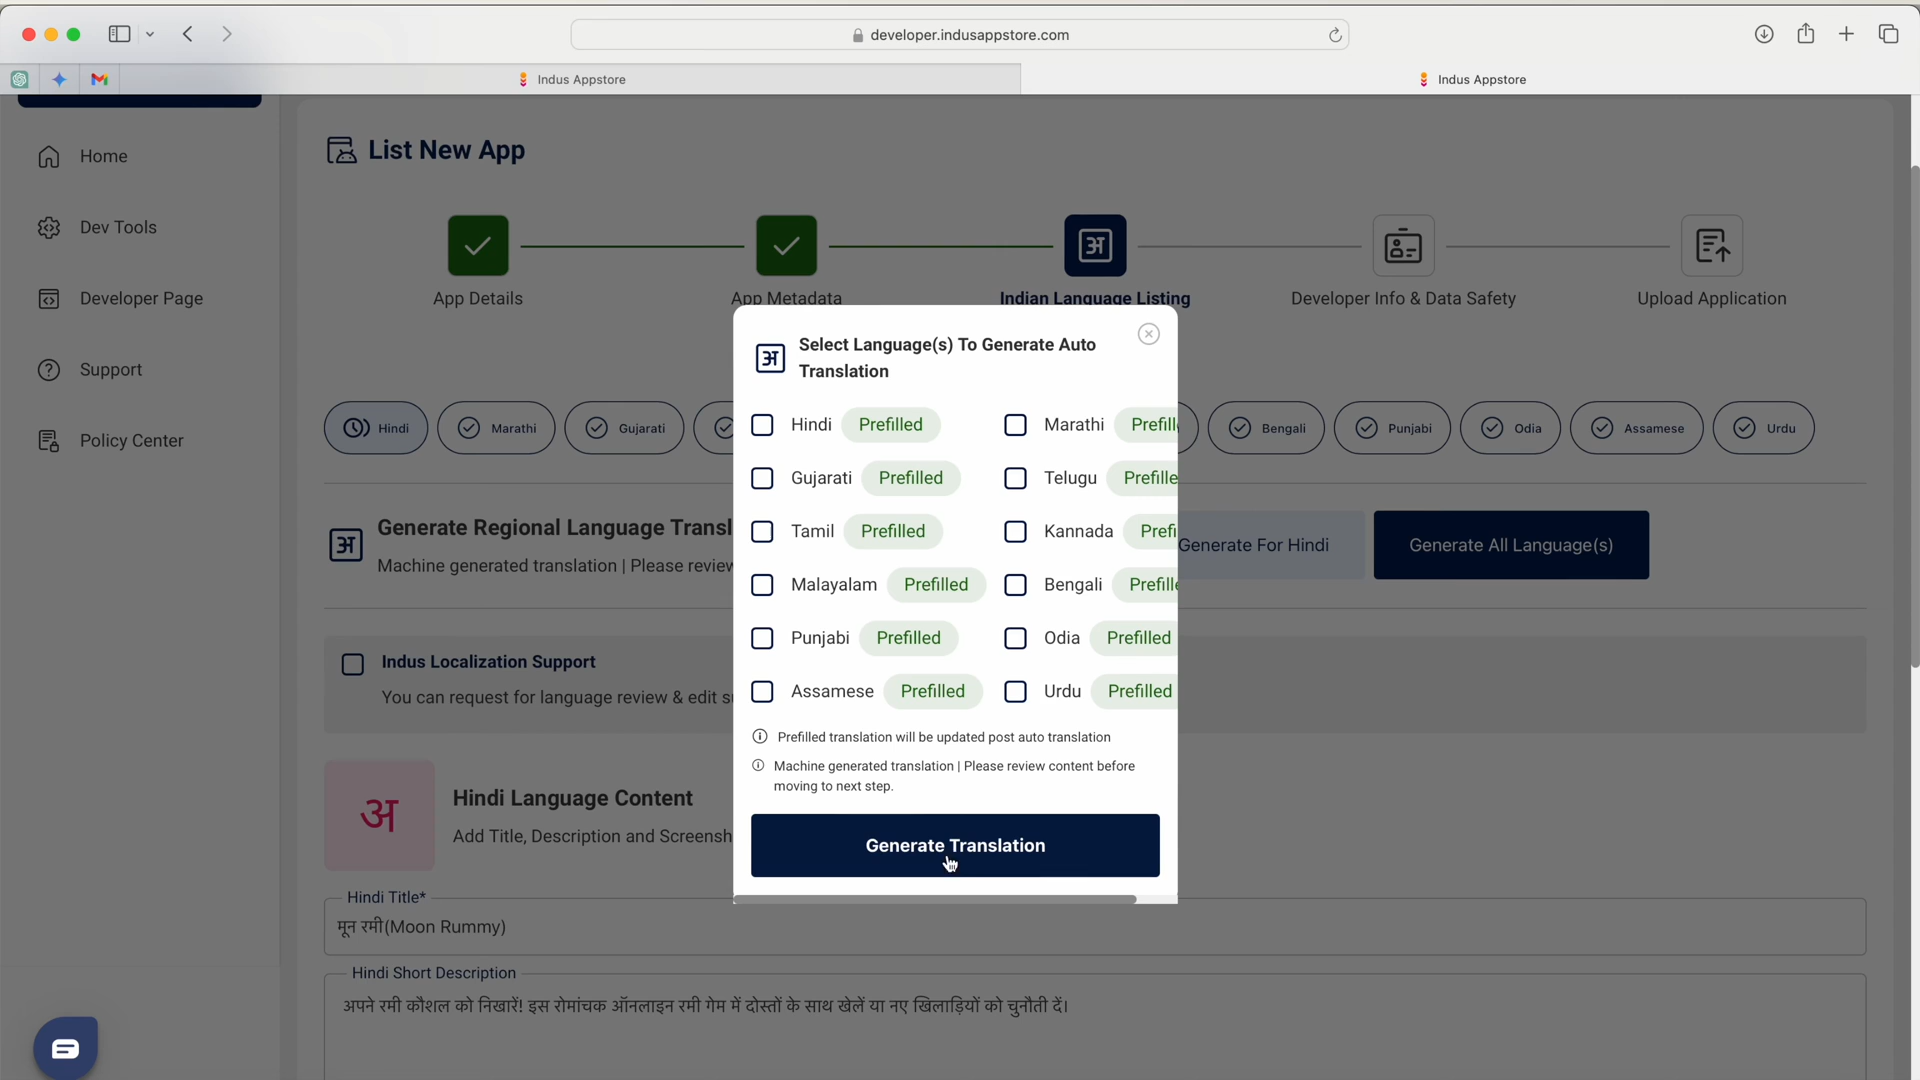 developer.indusappstore.com
Indus Appstore
Indus Appstore
Home
Dev Tools
Developer Page
Support
Policy Center
List New App
App Details
App Metadata
अ
Indian Language Listing
Developer Info & Data Safety
Upload Application
Hindi
Marathi
Gujarati
Bengali
Punjabi
Odia
Assamese
Urdu
अ
Generate Regional Language Transl
Machine generated translation | Please review
Generate For Hindi
Generate All Language(s)
Indus Localization Support
You can request for language review & edit s
अ
Hindi Language Content
Add Title, Description and Screensh
Hindi Title*
मून रमी(Moon Rummy)
Hindi Short Description
अपने रमी कौशल को निखारें! इस रोमांचक ऑनलाइन रमी गेम में दोस्तों के साथ खेलें या नए खिलाड़ियों को चुनौती दें।
अ
Select Language(s) To Generate Auto
Translation
Hindi Prefilled Marathi Prefill
Gujarati Prefilled Telugu Prefille
Tamil Prefilled Kannada Prefi
Malayalam Prefilled Bengali Prefille
Punjabi Prefilled Odia Prefilled
Assamese Prefilled Urdu Prefilled
Prefilled translation will be updated post auto translation
Machine generated translation | Please review content before
moving to next step.
Generate Translation